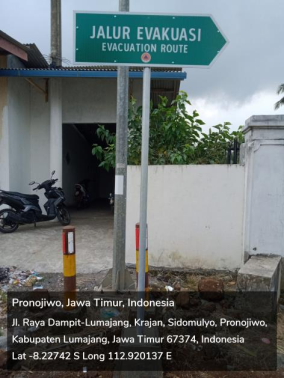 JALUR EVAKUASI
EVACUATION ROUTE
Pronojiwo, Jawa Timur, Indonesia
Jl. Raya Dampit-Lumajang, Krajan, Sidomulyo, Pronojiwo,
Kabupaten Lumajang, Jawa Timur 67374, Indonesia
Lat -8.22742 S Long 112.920137 E